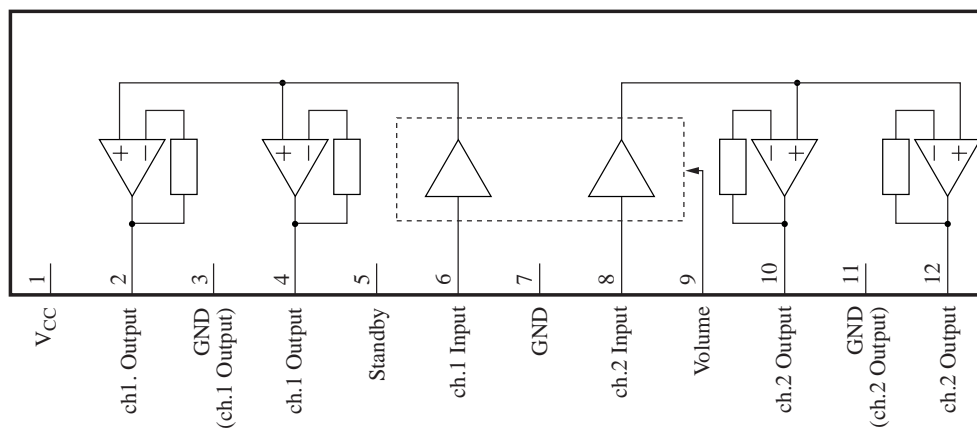 +
−
+
−
−
+
−
+
1
2
3
4
5
6
7
8
9
10
11
12
VCC
ch1. Output
GND
(ch.1 Output)
ch.1 Output
Standby
ch.1 Input
GND
ch.2 Input
Volume
ch.2 Output
GND
(ch.2 Output)
ch.2 Output